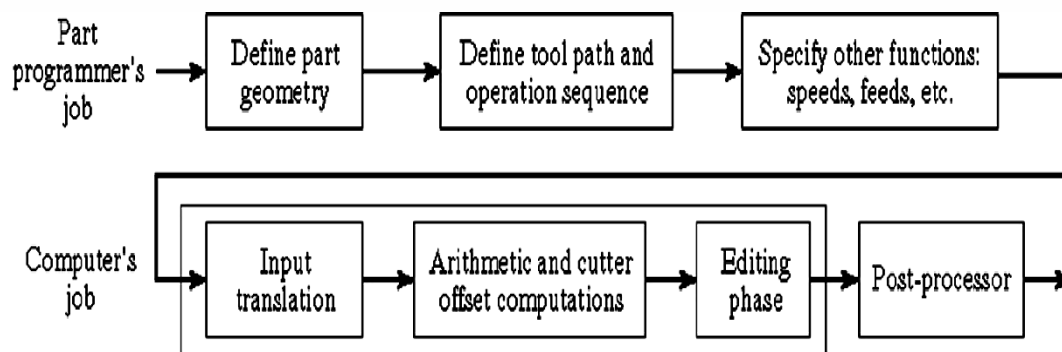 Part
programmer's
job
Define part
geometry
Define tool path and
operation sequence
Specify other functions:
speeds, feeds, etc.
Computer's
job
Input
translation
Arithmetic and cutter
offset computations
Editing
phase
Post-processor